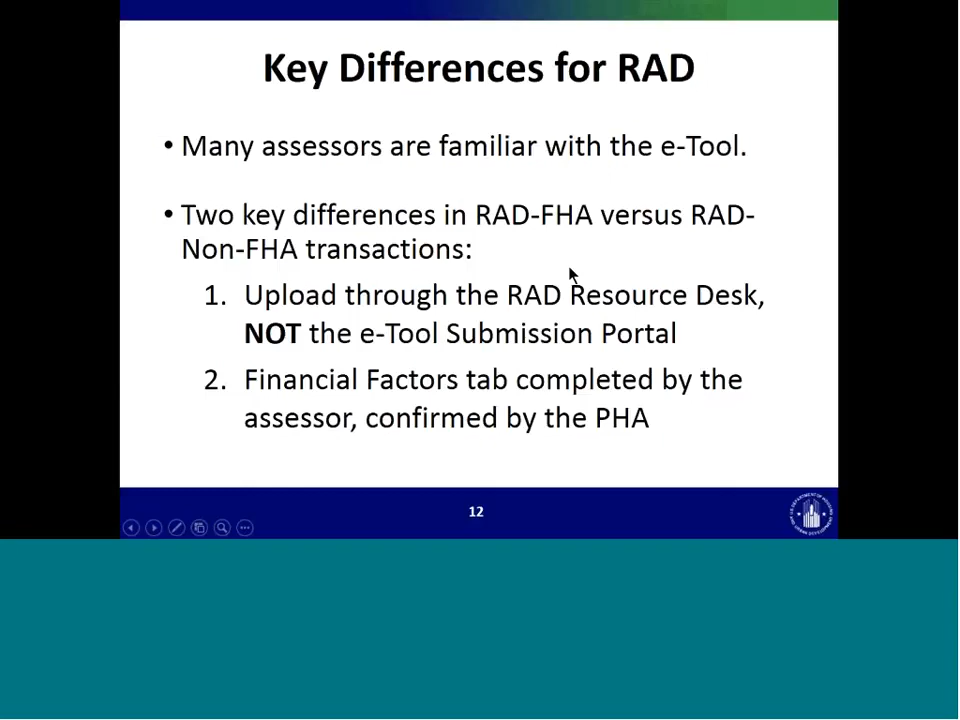 Key Differences for RAD
• Many assessors are familiar with the e-Tool.
• Two key differences in RAD-FHA versus RAD-
Non-FHA transactions:
1. Upload through the RAD Resource Desk,
NOT the e-Tool Submission Portal
2. Financial Factors tab completed by the
assessor, confirmed by the PHA
12